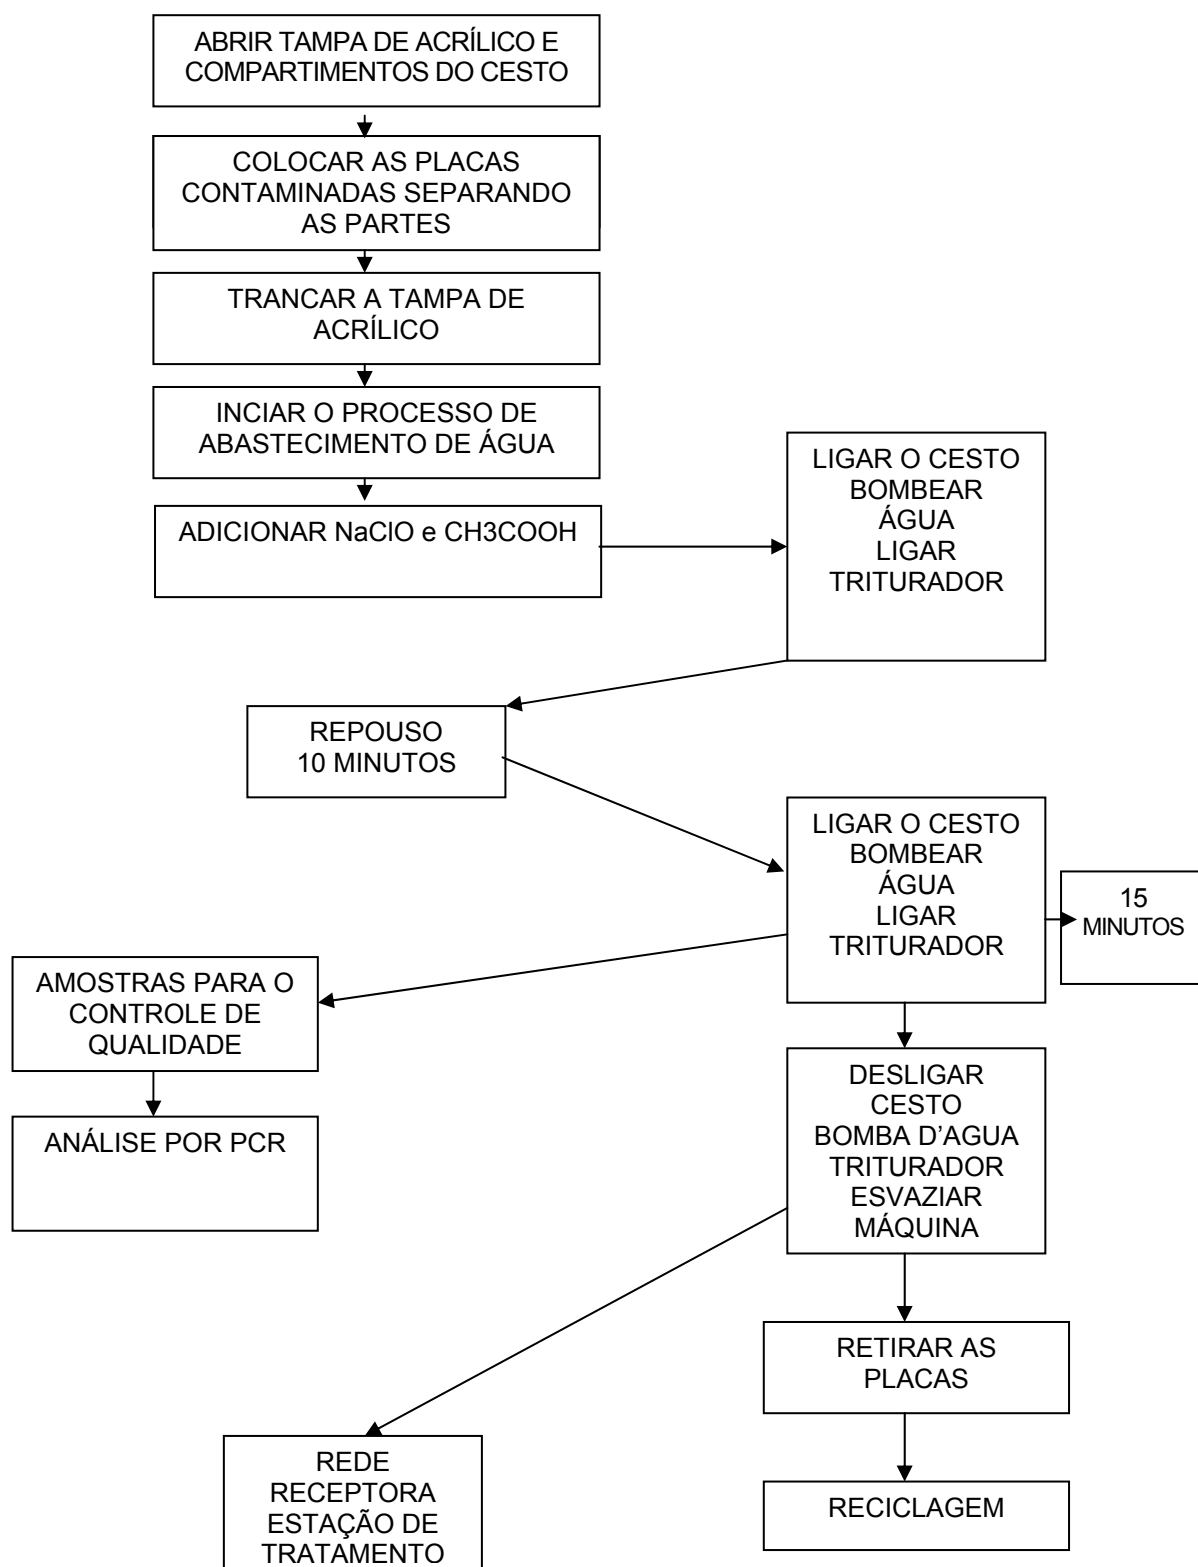 ABRIR TAMPA DE ACRÍLICO E
COMPARTIMENTOS DO CESTO
COLOCAR AS PLACAS
CONTAMINADAS SEPARANDO
AS PARTES
TRANCAR A TAMPA DE
ACRÍLICO
INCIAR O PROCESSO DE
ABASTECIMENTO DE ÁGUA
ADICIONAR NaClO e CH3COOH
LIGAR O CESTO
BOMBEAR
ÁGUA
LIGAR
TRITURADOR
REPOUSO
10 MINUTOS
LIGAR O CESTO
BOMBEAR
ÁGUA
LIGAR
TRITURADOR
15
MINUTOS
AMOSTRAS PARA O
CONTROLE DE
QUALIDADE
ANÁLISE POR PCR
DESLIGAR
CESTO
BOMBA D’AGUA
TRITURADOR
ESVAZIAR
MÁQUINA
RETIRAR AS
PLACAS
REDE
RECEPTORA
ESTAÇÃO DE
TRATAMENTO
RECICLAGEM